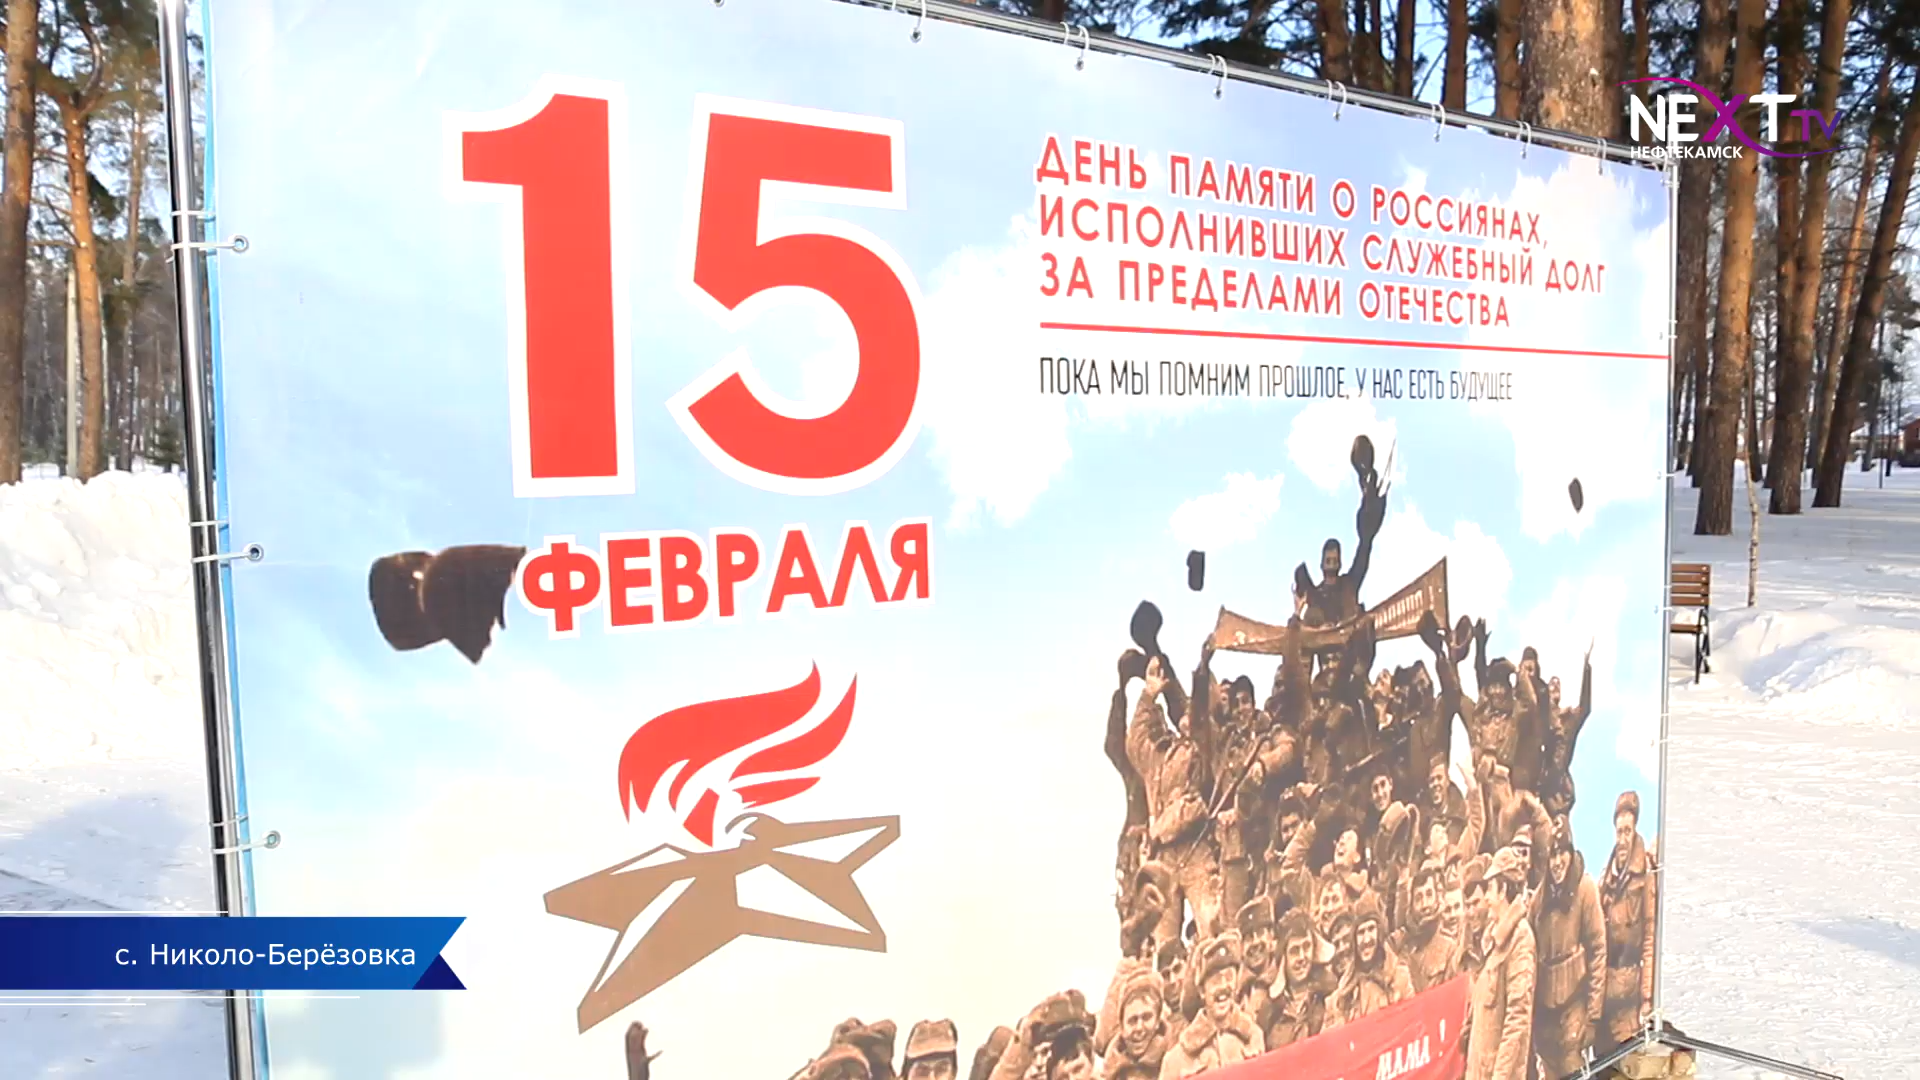 NEXT TV
НЕФТЕКАМСК
15
ФЕВРАЛЯ
ДЕНЬ ПАМЯТИ О РОССИЯНАХ,
ИСПОЛНИВШИХ СЛУЖЕБНЫЙ ДОЛГ
ЗА ПРЕДЕЛАМИ ОТЕЧЕСТВА
ПОКА МЫ ПОМНИМ ПРОШЛОЕ, У НАС ЕСТЬ БУДУЩЕЕ
МАМА!
с. Николо-Берёзовка